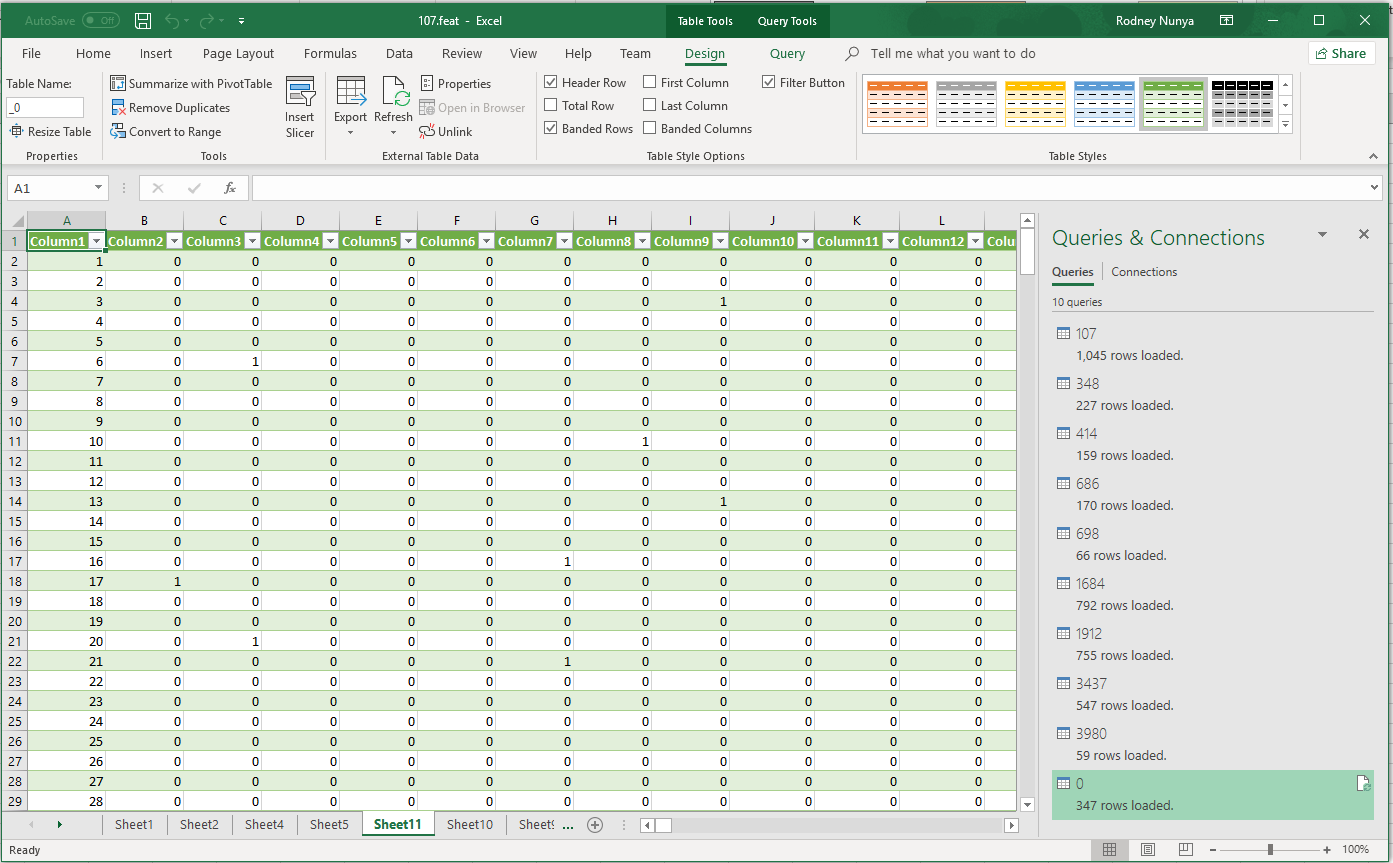 AutoSave Off 107.feat - Excel Table Tools Query Tools Rodney Nunya
File Home Insert Page Layout Formulas Data Review View Help Team Design Query Tell me what you want to do Share
Table Name: Summarize with PivotTable Insert Slicer Export Refresh Properties Header Row First Column Filter Button
_0 Remove Duplicates Open in Browser Total Row Last Column
Resize Table Convert to Range Unlink Banded Rows Banded Columns
Properties Tools External Table Data Table Style Options Table Styles
A1 fx
A B C D E F G H I J K L
1 Column1 Column2 Column3 Column4 Column5 Column6 Column7 Column8 Column9 Column10 Column11 Column12 Colu
2 1 0 0 0 0 0 0 0 0 0 0 0
3 2 0 0 0 0 0 0 0 0 0 0 0
4 3 0 0 0 0 0 0 0 1 0 0 0
5 4 0 0 0 0 0 0 0 0 0 0 0
6 5 0 0 0 0 0 0 0 0 0 0 0
7 6 0 1 0 0 0 0 0 0 0 0 0
8 7 0 0 0 0 0 0 0 0 0 0 0
9 8 0 0 0 0 0 0 0 0 0 0 0
10 9 0 0 0 0 0 0 0 0 0 0 0
11 10 0 0 0 0 0 0 1 0 0 0 0
12 11 0 0 0 0 0 0 0 0 0 0 0
13 12 0 0 0 0 0 0 0 0 0 0 0
14 13 0 0 0 0 0 0 0 1 0 0 0
15 14 0 0 0 0 0 0 0 0 0 0 0
16 15 0 0 0 0 0 0 0 0 0 0 0
17 16 0 0 0 0 0 1 0 0 0 0 0
18 17 1 0 0 0 0 0 0 0 0 0 0
19 18 0 0 0 0 0 0 0 0 0 0 0
20 19 0 0 0 0 0 0 0 0 0 0 0
21 20 0 1 0 0 0 0 0 0 0 0 0
22 21 0 0 0 0 0 1 0 0 0 0 0
23 22 0 0 0 0 0 0 0 0 0 0 0
24 23 0 0 0 0 0 0 0 0 0 0 0
25 24 0 0 0 0 0 0 0 0 0 0 0
26 25 0 0 0 0 0 0 0 0 0 0 0
27 26 0 0 0 0 0 0 0 0 0 0 0
28 27 0 0 0 0 0 0 0 0 0 0 0
29 28 0 0 0 0 0 0 0 0 0 0 0
Queries & Connections
Queries Connections
10 queries
107
1,045 rows loaded.
348
227 rows loaded.
414
159 rows loaded.
686
170 rows loaded.
698
66 rows loaded.
1684
792 rows loaded.
1912
755 rows loaded.
3437
547 rows loaded.
3980
59 rows loaded.
0
347 rows loaded.
Sheet1 Sheet2 Sheet4 Sheet5 Sheet11 Sheet10 Sheet9 ...
Ready 100%